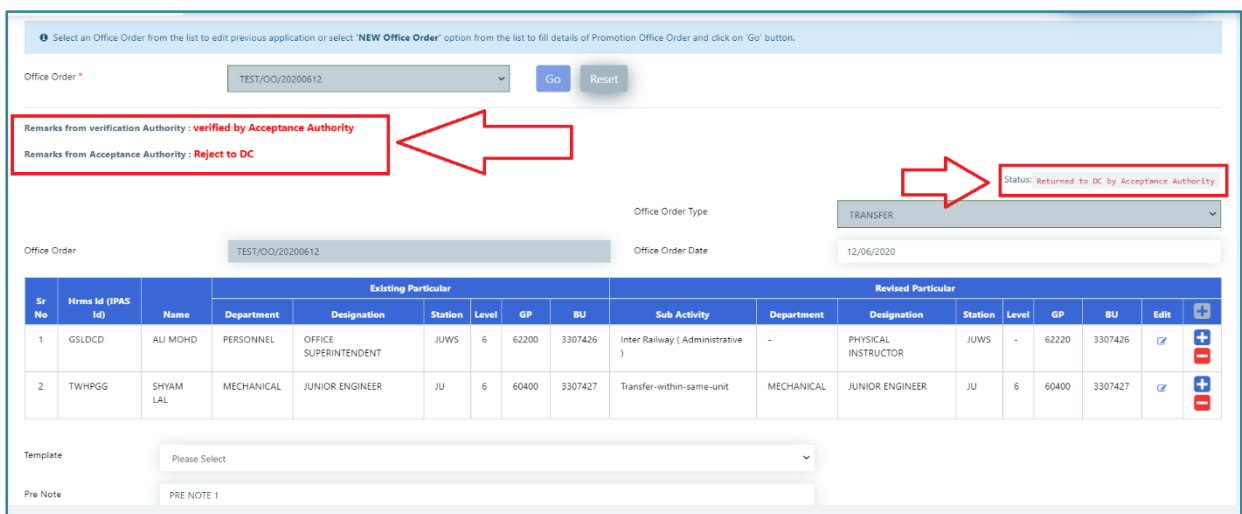 Select an Office Order from the list to edit previous application or select 'NEW Office Order' option from the list to fill details of Promotion Office Order and click on 'Go' button.
Office Order * TEST/OO/20200612 Go Reset
Remarks from verification Authority : verified by Acceptance Authority
Remarks from Acceptance Authority : Reject to DC
Status: Returned to DC by Acceptance Authority
Office Order Type TRANSFER
Office Order TEST/OO/20200612 Office Order Date 12/06/2020
Sr No Hrms Id (IPAS Id) Name Existing Particular Revised Particular
Department Designation Station Level GP BU Sub Activity Department Designation Station Level GP BU Edit
1 GSLDCD ALI MOHD PERSONNEL OFFICE SUPERINTENDENT JUWS 6 62200 3307426 Inter Railway ( Administrative ) - PHYSICAL INSTRUCTOR JUWS - 62220 3307426
2 TWHPGG SHYAM LAL MECHANICAL JUNIOR ENGINEER JU 6 60400 3307427 Transfer-within-same-unit MECHANICAL JUNIOR ENGINEER JU 6 60400 3307427
Template Please Select
Pre Note PRE NOTE 1